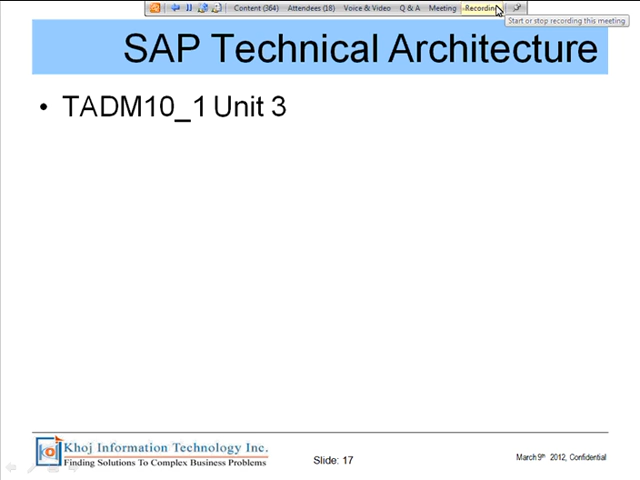 Content (364) Attendees (18) Voice & Video Q & A Meeting Recording
Start or stop recording this meeting
SAP Technical Architecture
• TADM10_1 Unit 3
Khoj Information Technology Inc.
Finding Solutions To Complex Business Problems
Slide: 17
March 9th 2012, Confidential